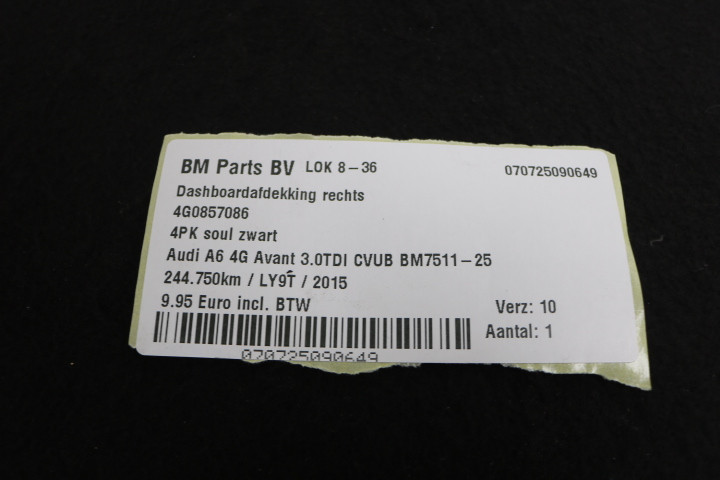 BM Parts BV LOK 8-36 070725090649
Dashboardafdekking rechts
4G0857086
4PK soul zwart
Audi A6 4G Avant 3.0TDI CVUB BM7511-25
244.750km / LY9T / 2015
9.95 Euro incl. BTW Verz: 10
Aantal: 1
070725090649